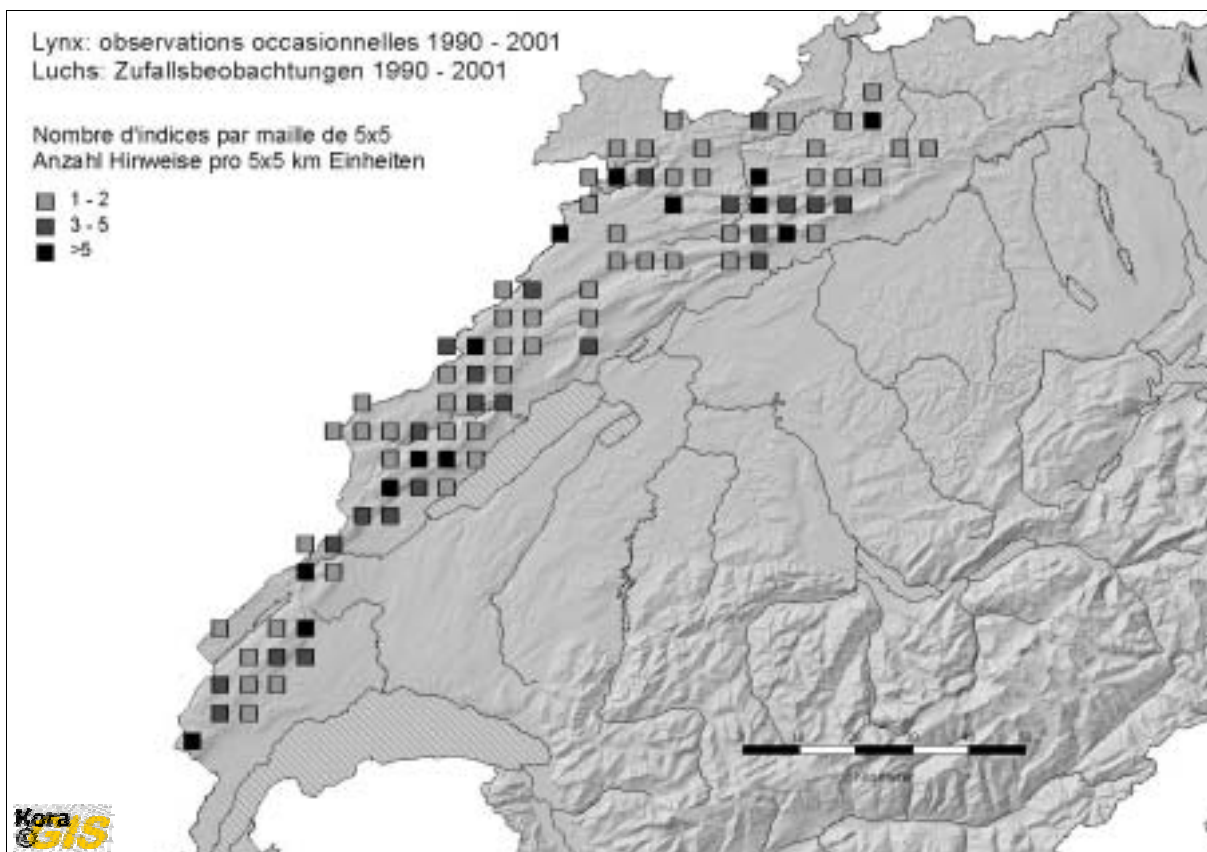 Lynx: observations occasionnelles 1990 - 2001
Luchs: Zufallsbeobachtungen 1990 - 2001
Nombre d'indices par maille de 5x5
Anzahl Hinweise pro 5x5 km Einheiten
1 - 2
3 - 5
>5
Kora
© GIS